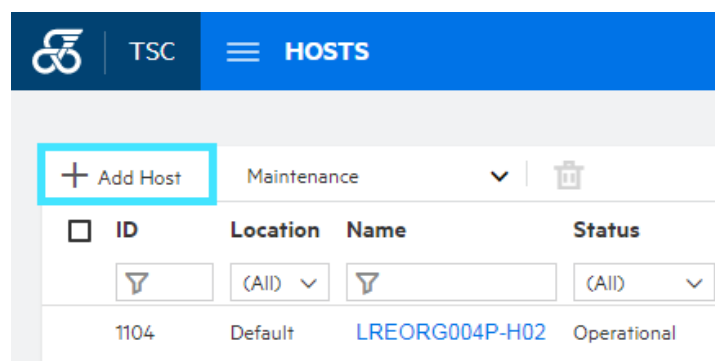 TSC HOSTS
Add Host Maintenance
ID Location Name Status
(All) (All)
1104 Default LREORG004P-H02 Operational